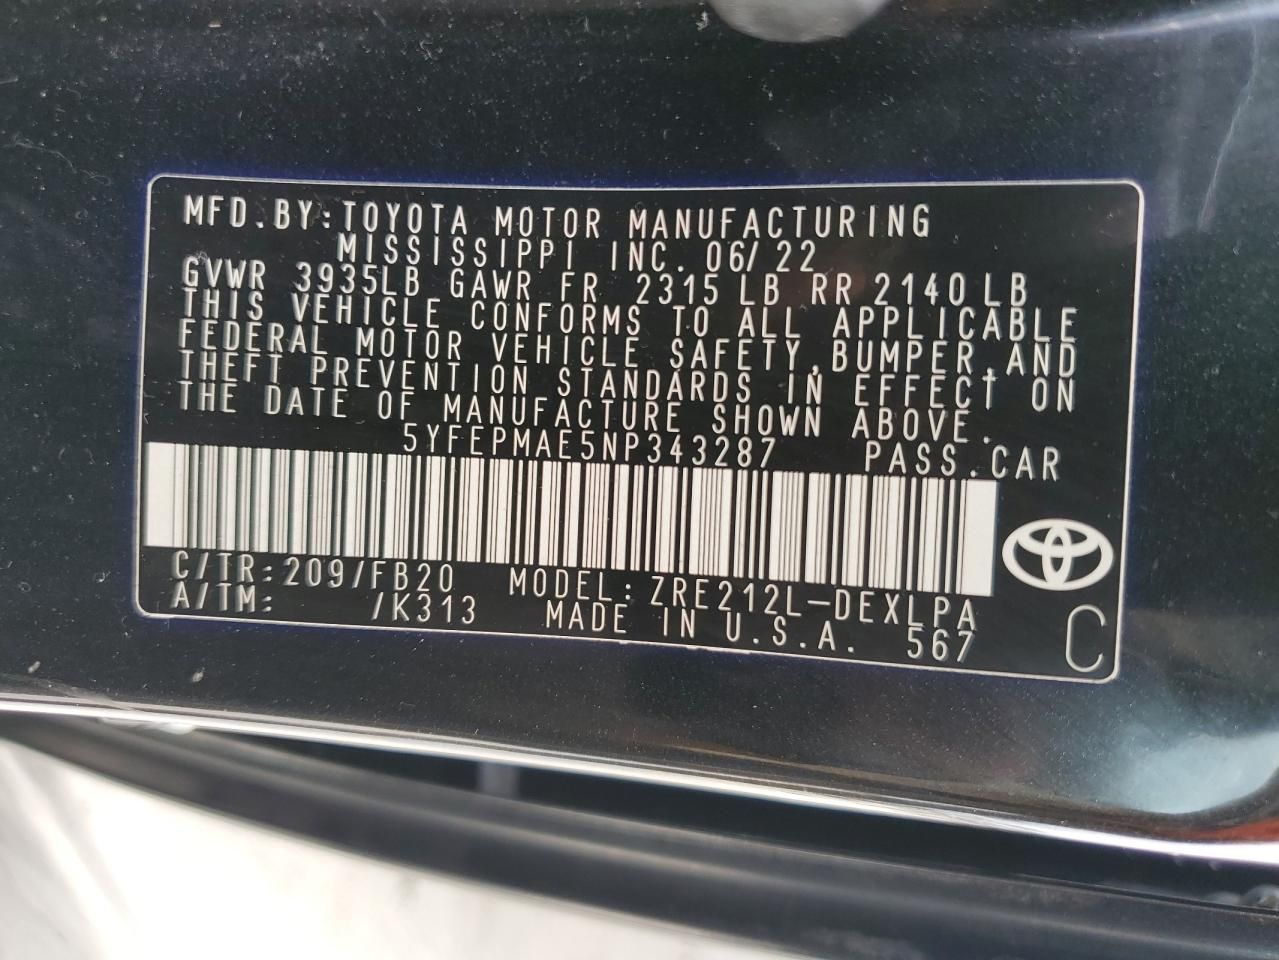 MFD.BY:TOYOTA MOTOR MANUFACTURING
MISSISSIPPI INC. 06/22
GVWR 3935LB GAWR FR 2315LB RR 2140LB
THIS VEHICLE CONFORMS TO ALL APPLICABLE
FEDERAL MOTOR VEHICLE SAFETY,BUMPER,AND
THEFT PREVENTION STANDARDS IN EFFECT ON
THE DATE OF MANUFACTURE SHOWN ABOVE.
5YFEPMAE5NP343287 PASS.CAR
C/TR:209/FB20 MODEL:ZRE212L-DEXLPA
A/TM: /K313 MADE IN U.S.A. 567
C